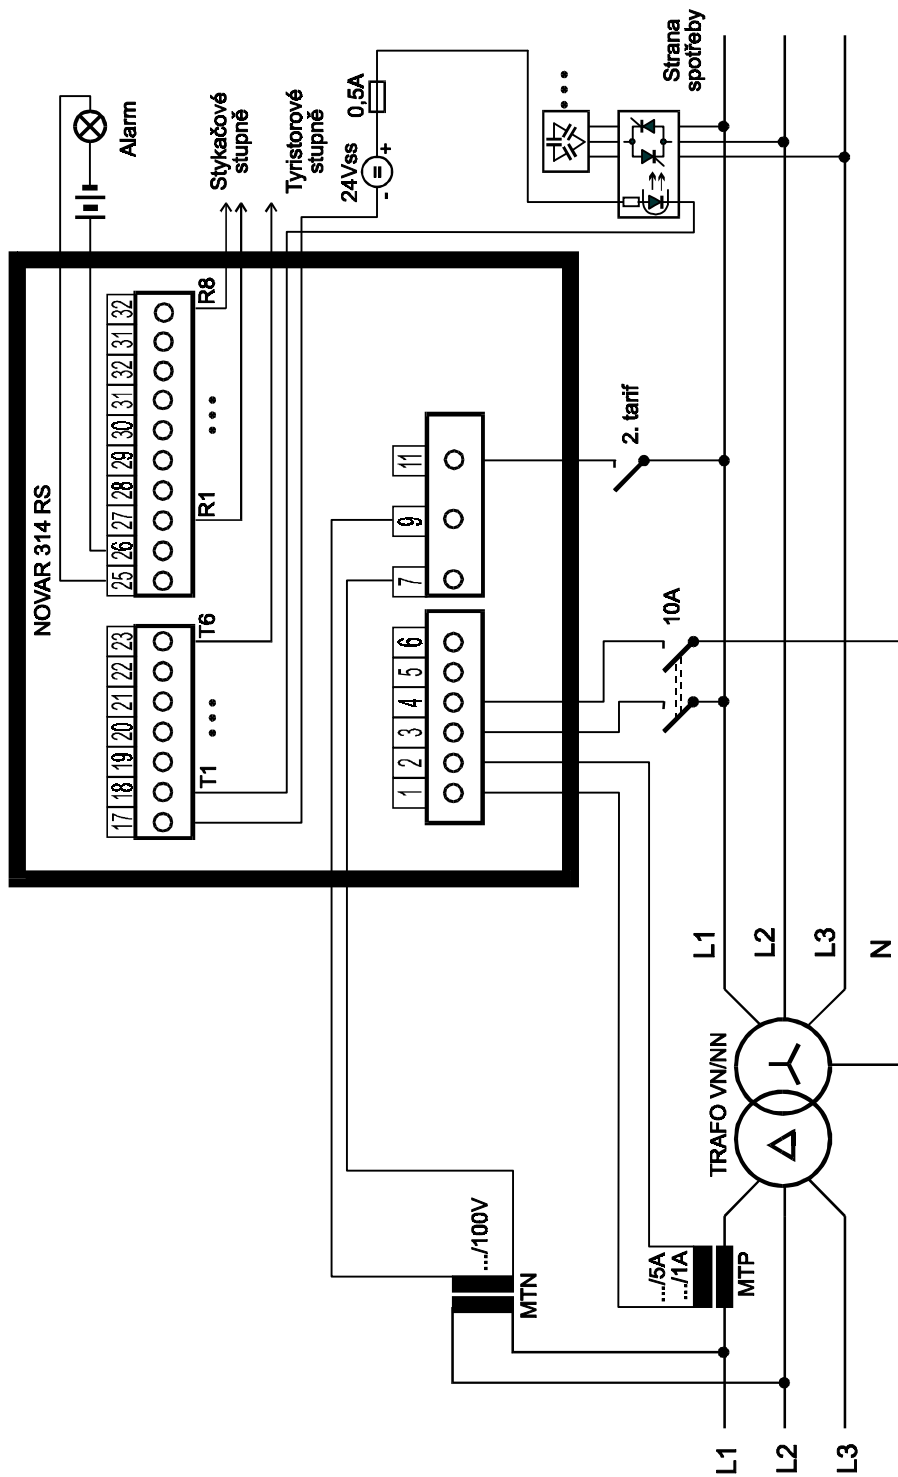 NOVAR 314 RS
Alarm
Stykačové
stupně
Tyristorové
stupně
24Vss
- +
=
0,5A
17 18 19 20 21 22 23
T1 ... T6
25 26 27 28 29 30 31 32 31 32
R1 ... R8
1 2 3 4 5 6
7 9 11
.../100V
MTN
.../5A
.../1A
MTP
10A
2. tarif
Strana
spotřeby
TRAFO VN/NN
L1
L2
L3
L1
L2
L3
N